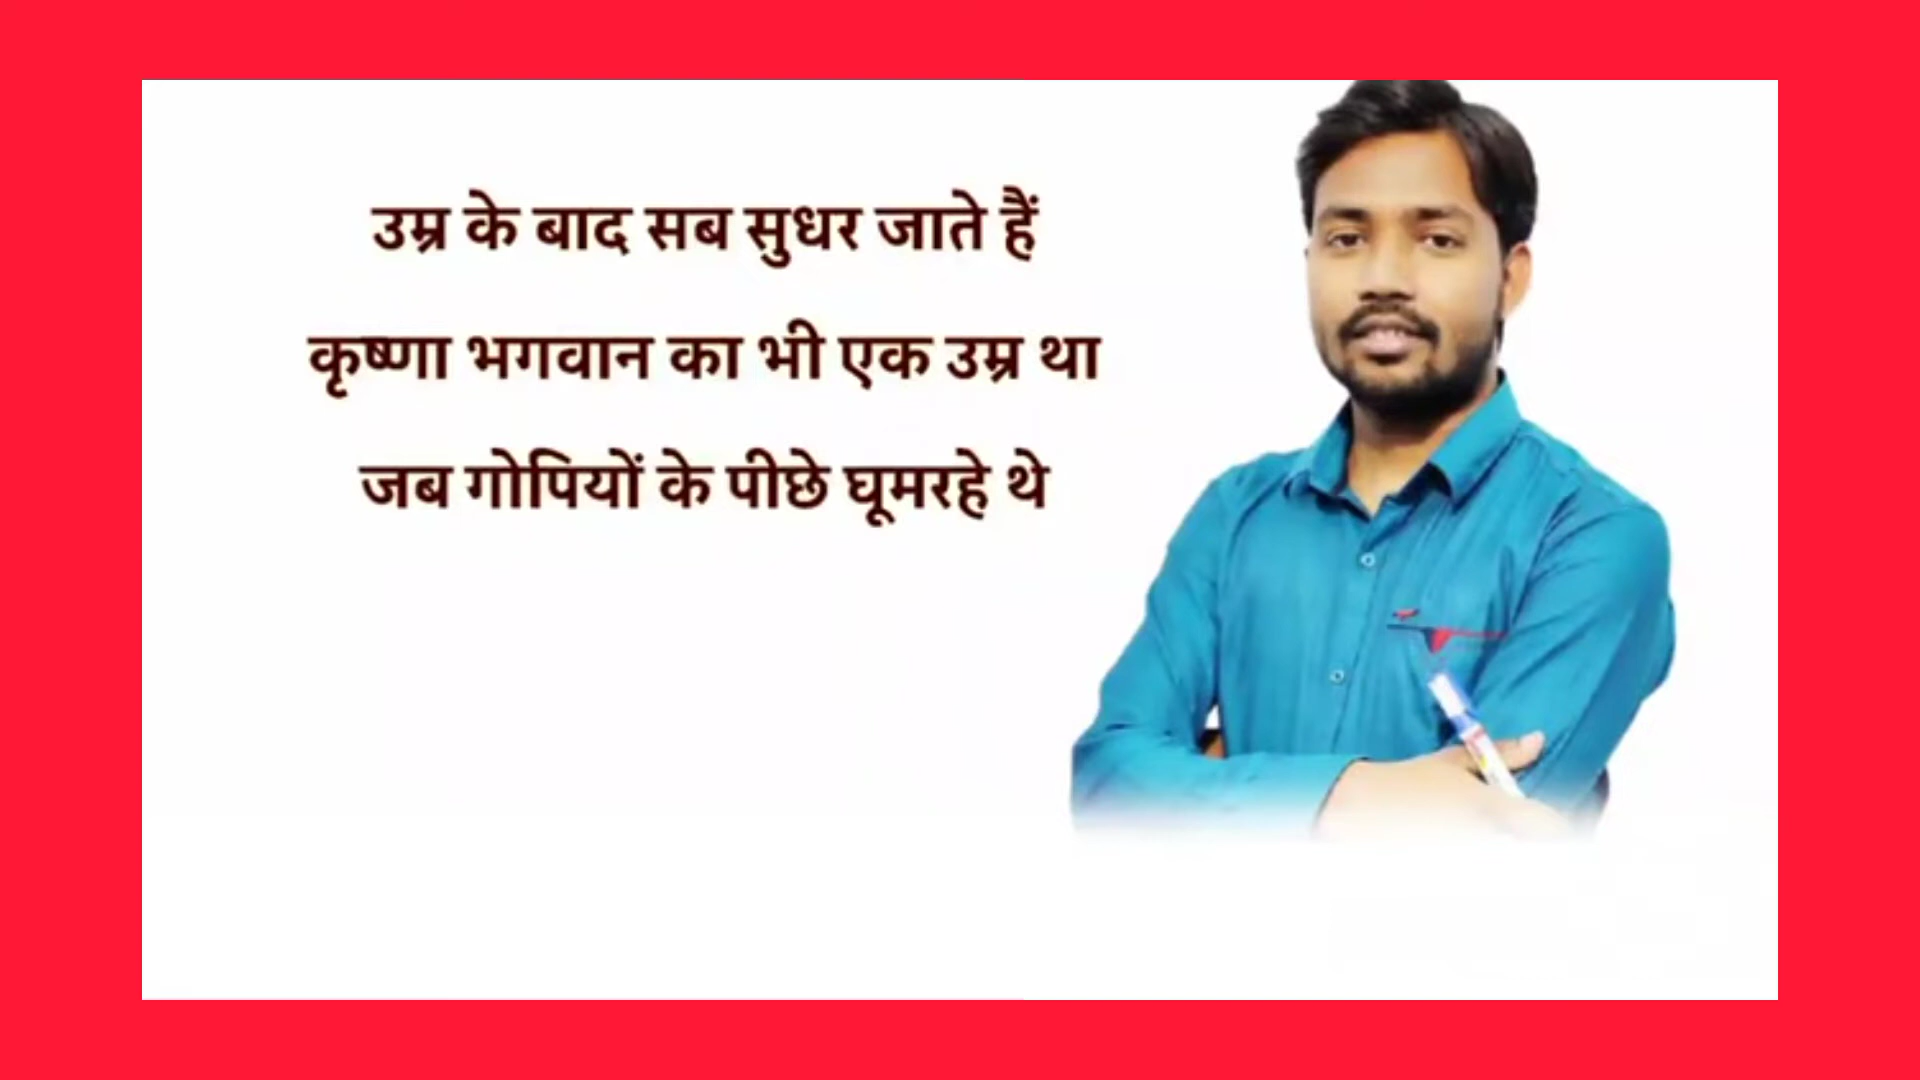 उम्र के बाद सब सुधर जाते हैं
कृष्णा भगवान का भी एक उम्र था
जब गोपियों के पीछे घूमरहे थे